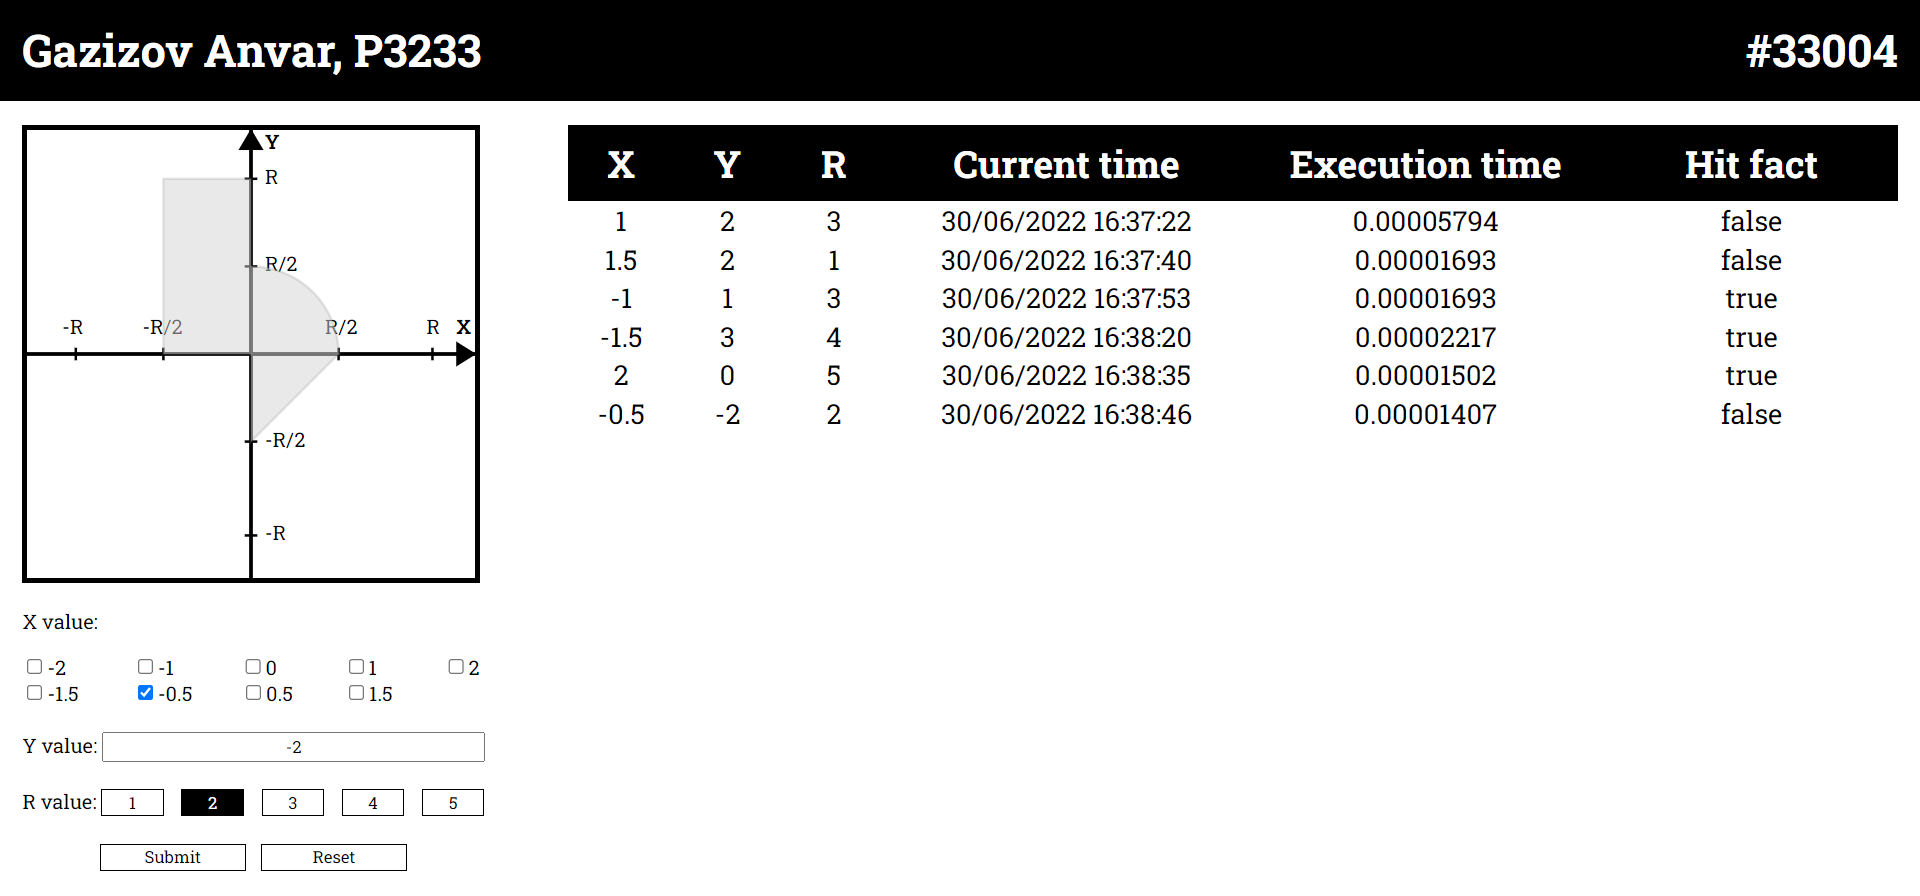 Gazizov Anvar, P3233 #33004
Y
R
R/2
-R -R/2 R/2 R X
-R/2
-R
X value:
-2 -1 0 1 2
-1.5 -0.5 0.5 1.5
Y value: -2
R value: 1 2 3 4 5
Submit Reset
X Y R Current time Execution time Hit fact
1 2 3 30/06/2022 16:37:22 0.00005794 false
1.5 2 1 30/06/2022 16:37:40 0.00001693 false
-1 1 3 30/06/2022 16:37:53 0.00001693 true
-1.5 3 4 30/06/2022 16:38:20 0.00002217 true
2 0 5 30/06/2022 16:38:35 0.00001502 true
-0.5 -2 2 30/06/2022 16:38:46 0.00001407 false